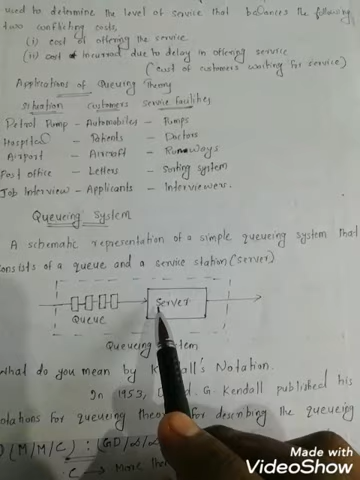 used to determine the level of service that balances the following
two conflicting costs,
(i) cost of offering the service
(ii) cost incurred due to delay in offering service
(cost of customers waiting for service)
Applications of Queuing Theory
Situation customers service facilities
Petrol Pump - Automobiles - Pumps
Hospital - Patients - Doctors
Airport - Aircraft - Runways
Post office - Letters - Sorting system
Job Interview - Applicants - Interviewers.
Queueing System
A schematic representation of a simple queueing system that
consists of a queue and a service station (server)
Server
Queue
Queueing System
What do you mean by Kendall's Notation.
In 1953, D. G. Kendall published his
notations for queueing theory for describing the queueing
(M/M/C) : (GD/∞/∞
C → More
Made with
VideoShow